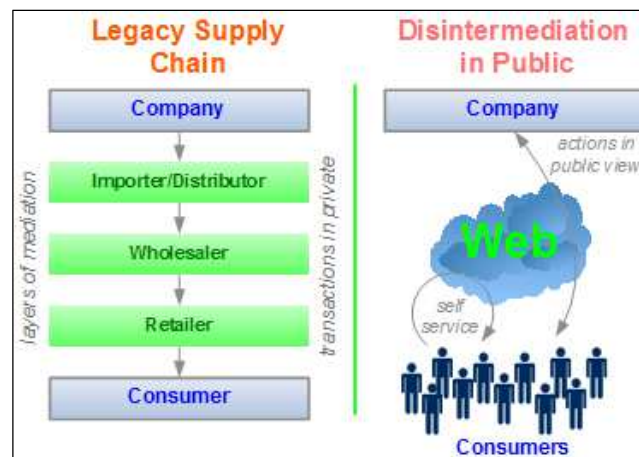 Legacy Supply
Chain
Company
Importer/Distributor
Wholesaler
Retailer
Consumer
layers of mediation
transactions in private
Disintermediation
in Public
Company
actions in
public view
Web
self
service
Consumers